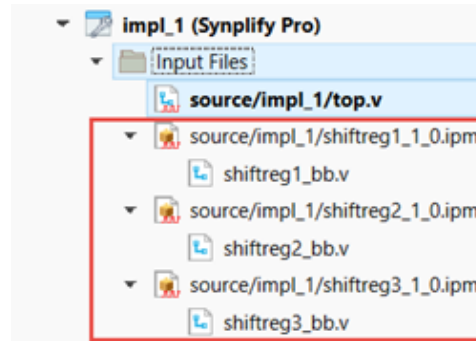 impl_1 (Synplify Pro)
Input Files
source/impl_1/top.v
source/impl_1/shiftreg1_1_0.ipm
shiftreg1_bb.v
source/impl_1/shiftreg2_1_0.ipm
shiftreg2_bb.v
source/impl_1/shiftreg3_1_0.ipm
shiftreg3_bb.v